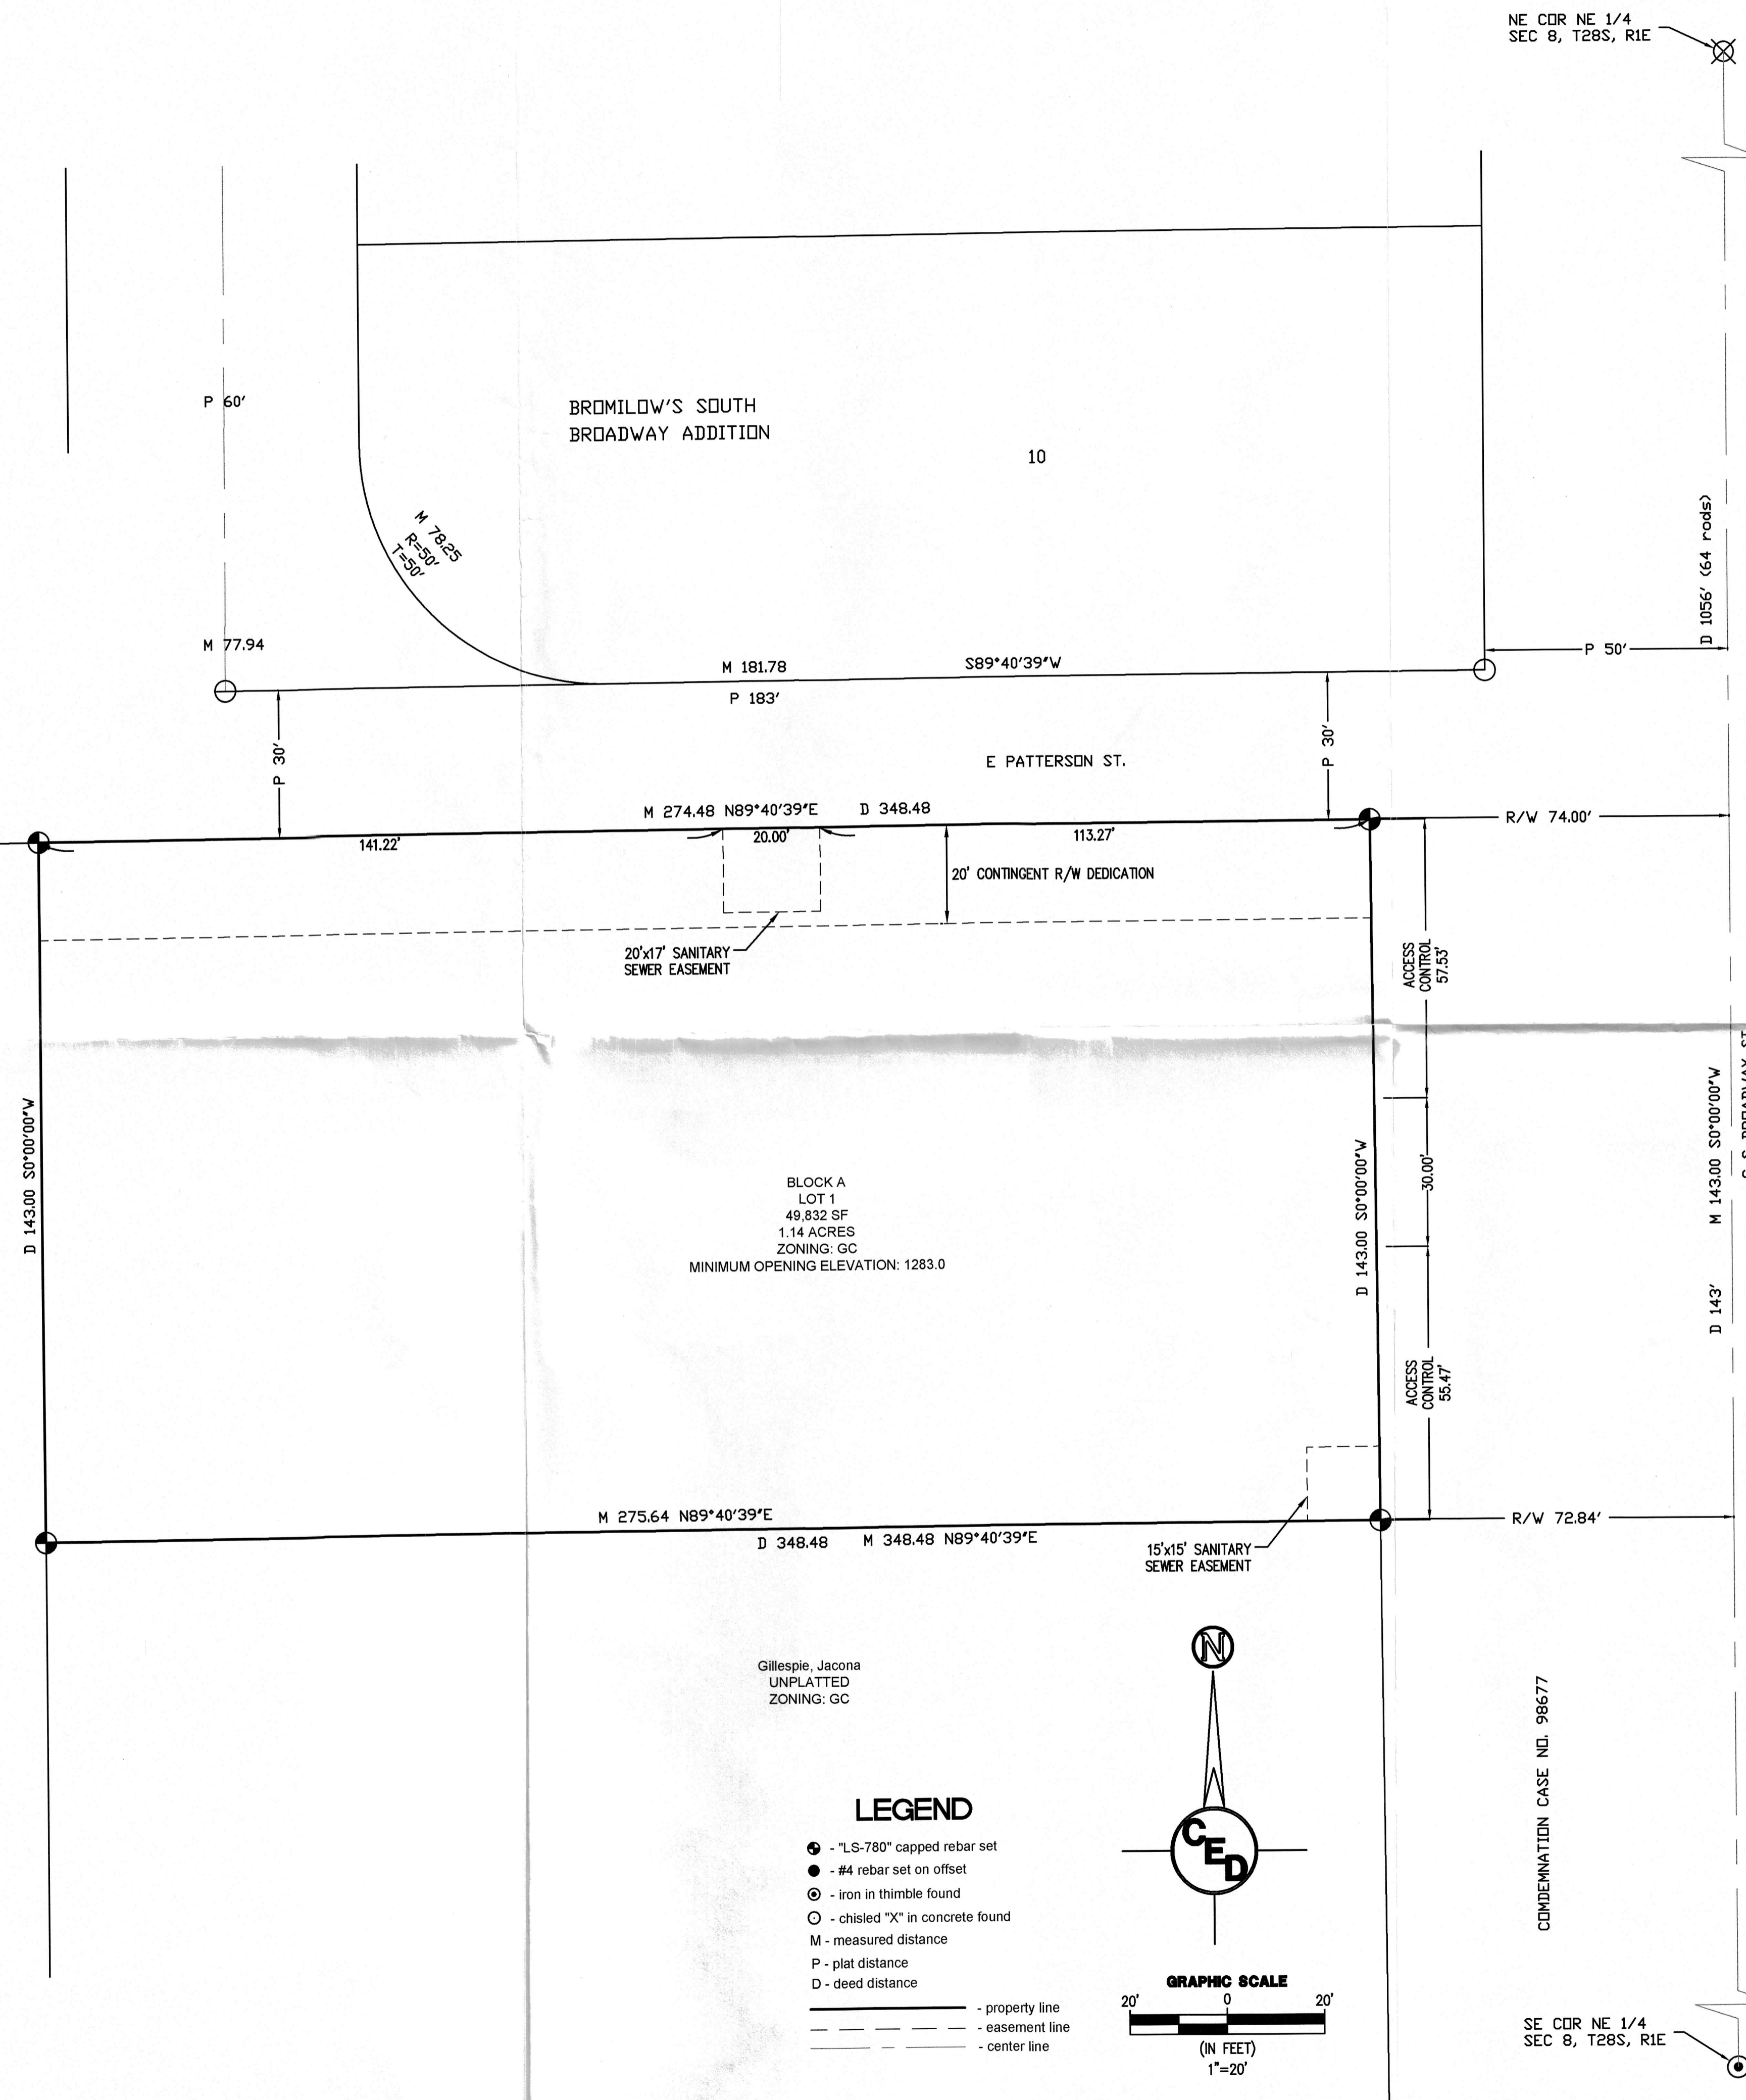 NE COR NE 1/4
SEC 8, T28S, R1E
P 60'
BROMILOW'S SOUTH
BROADWAY ADDITION
10
M 78.25
R=50'
T=50'
D 1056' (64 rods)
M 77.94
M 181.78 S89°40'39"W
P 183'
P 50'
P 30'
P 30'
E PATTERSON ST.
M 274.48 N89°40'39"E D 348.48
R/W 74.00'
141.22'
20.00'
113.27'
20' CONTINGENT R/W DEDICATION
20'x17' SANITARY
SEWER EASEMENT
ACCESS
CONTROL
57.53'
D 143.00 S0°00'00"W
D 143.00 S0°00'00"W
30.00'
D 143' M 143.00 S0°00'00"W
BLOCK A
LOT 1
49,832 SF
1.14 ACRES
ZONING: GC
MINIMUM OPENING ELEVATION: 1283.0
ACCESS
CONTROL
55.47'
M 275.64 N89°40'39"E
D 348.48 M 348.48 N89°40'39"E
R/W 72.84'
15'x15' SANITARY
SEWER EASEMENT
N
Gillespie, Jacona
UNPLATTED
ZONING: GC
COMDEMNATION CASE NO. 98677
LEGEND
- "LS-780" capped rebar set
- #4 rebar set on offset
- iron in thimble found
- chisled "X" in concrete found
M - measured distance
P - plat distance
D - deed distance
- property line
- easement line
- center line
CED
GRAPHIC SCALE
20' 0 20'
(IN FEET)
1"=20'
SE COR NE 1/4
SEC 8, T28S, R1E